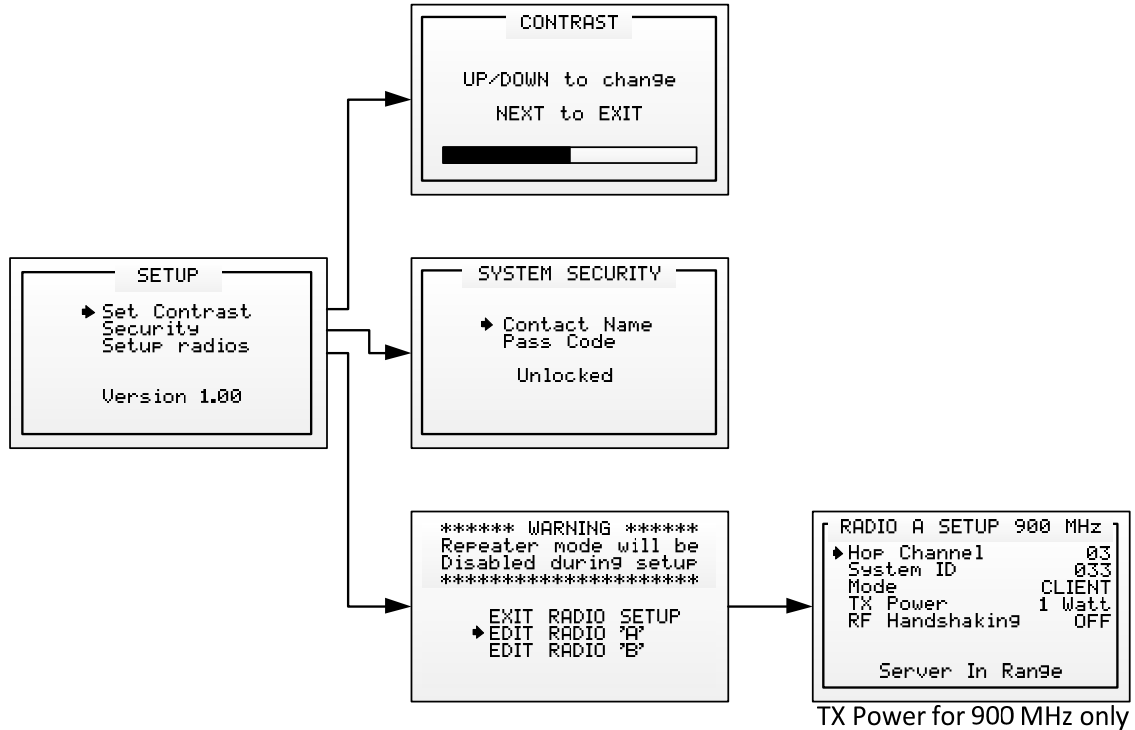 CONTRAST
UP/DOWN to change
NEXT to EXIT
SETUP
Set Contrast
Security
Setup radios
Version 1.00
SYSTEM SECURITY
Contact Name
Pass Code
Unlocked
****** WARNING ******
Repeater mode will be
Disabled during setup
*********************
EXIT RADIO SETUP
EDIT RADIO 'A'
EDIT RADIO 'B'
RADIO A SETUP 900 MHz
Hop Channel 03
System ID 033
Mode CLIENT
TX Power 1 Watt
RF Handshaking OFF
Server In Range
TX Power for 900 MHz only